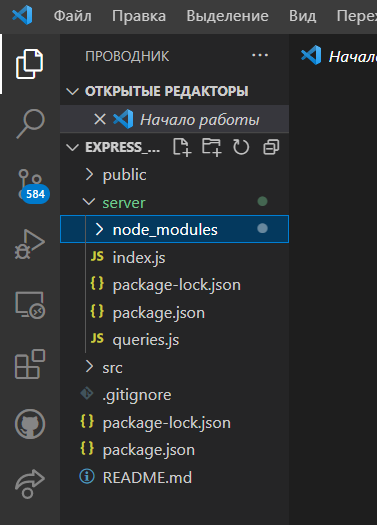 Файл Правка Выделение Вид
ПРОВОДНИК ···
Начало
ОТКРЫТЫЕ РЕДАКТОРЫ
Начало работы
EXPRESS_...
public
server
584
node_modules
JS index.js
{ } package-lock.json
{ } package.json
JS queries.js
src
.gitignore
{ } package-lock.json
{ } package.json
README.md